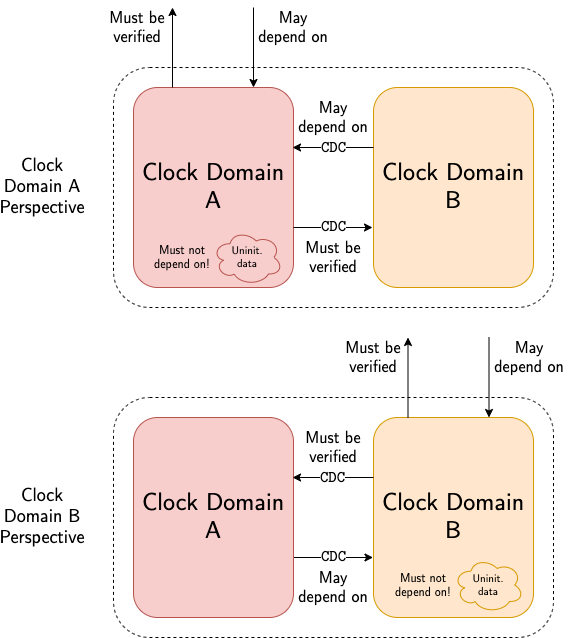 Must be
verified
May
depend on
Clock
Domain A
Perspective
Clock Domain
A
May
depend on
CDC
CDC
Must be
verified
Clock Domain
B
Must not
depend on!
Uninit.
data
Must be
verified
May
depend on
Clock
Domain B
Perspective
Clock Domain
A
Must be
verified
CDC
CDC
May
depend on
Clock Domain
B
Must not
depend on!
Uninit.
data